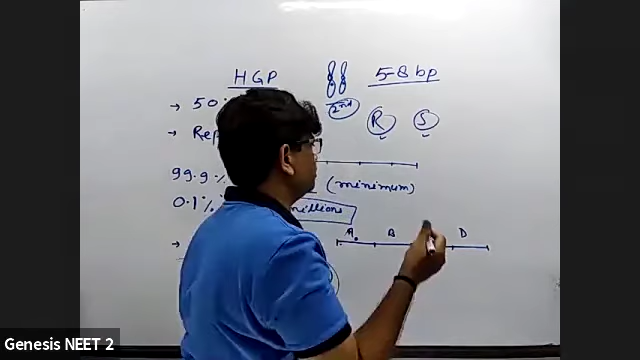 HGP 5-8 bp
→ 50
2nd R S
→ Rep
99.9% (minimum)
0.1% millions
A B D
→
Genesis NEET 2